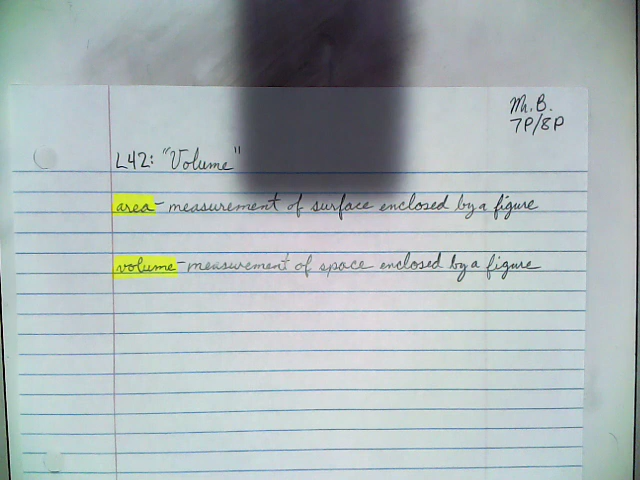 Mr. B.
7P/8P
L42: "Volume"
area - measurement of surface enclosed by a figure
volume - measurement of space enclosed by a figure